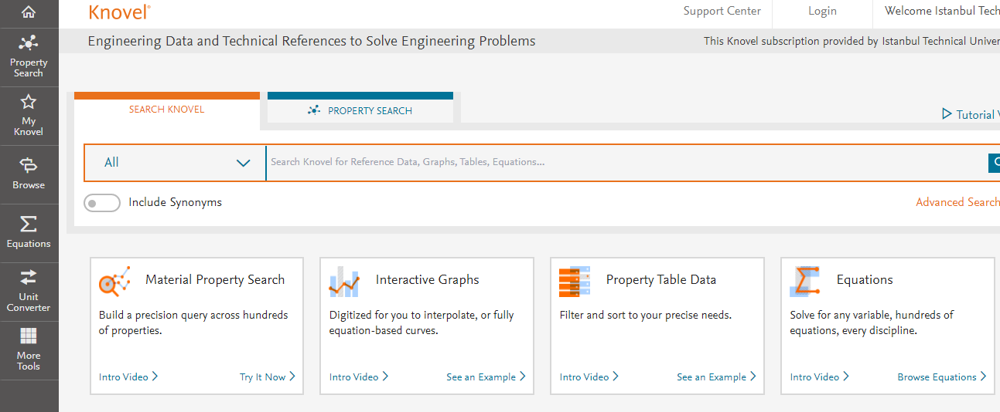 Knovel®
Support Center
Login
Welcome Istanbul Tech
Engineering Data and Technical References to Solve Engineering Problems
This Knovel subscription provided by Istanbul Technical Univer
Property
Search
My
Knovel
Browse
Equations
Unit
Converter
More
Tools
SEARCH KNOVEL
PROPERTY SEARCH
Tutorial V
All
Search Knovel for Reference Data, Graphs, Tables, Equations...
Include Synonyms
Advanced Search
Material Property Search
Build a precision query across hundreds
of properties.
Intro Video
Try It Now
Interactive Graphs
Digitized for you to interpolate, or fully
equation-based curves.
Intro Video
See an Example
Property Table Data
Filter and sort to your precise needs.
Intro Video
See an Example
Equations
Solve for any variable, hundreds of
equations, every discipline.
Intro Video
Browse Equations